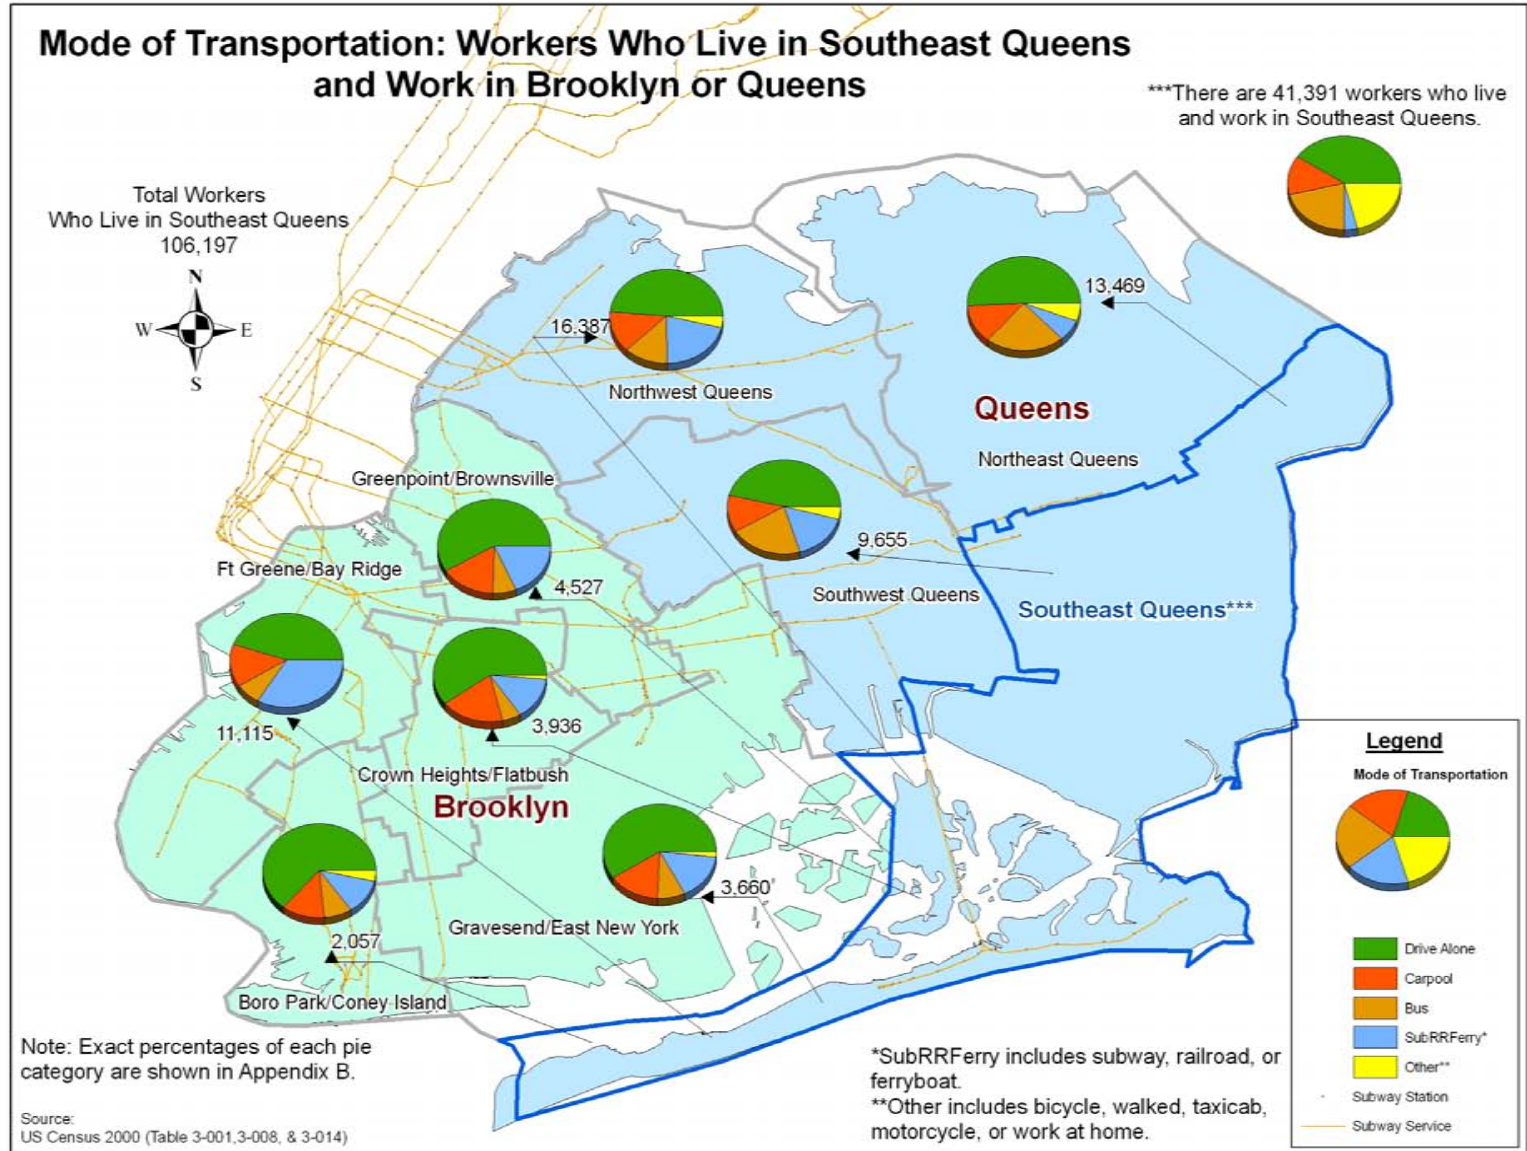 Mode of Transportation: Workers Who Live in Southeast Queens
and Work in Brooklyn or Queens
***There are 41,391 workers who live
and work in Southeast Queens.
Total Workers
Who Live in Southeast Queens
106,197
N
W
E
S
13,469
16,387
Northwest Queens
Queens
Northeast Queens
Greenpoint/Brownsville
9,655
Ft Greene/Bay Ridge
4,527
Southwest Queens
Southeast Queens***
11,115
3,936
Crown Heights/Flatbush
Brooklyn
3,660
Gravesend/East New York
2,057
Boro Park/Coney Island
Legend
Mode of Transportation
Drive Alone
Carpool
Bus
SubRRFerry*
Other**
Subway Station
Subway Service
Note: Exact percentages of each pie
category are shown in Appendix B.
Source:
US Census 2000 (Table 3-001,3-008, & 3-014)
*SubRRFerry includes subway, railroad, or
ferryboat.
**Other includes bicycle, walked, taxicab,
motorcycle, or work at home.